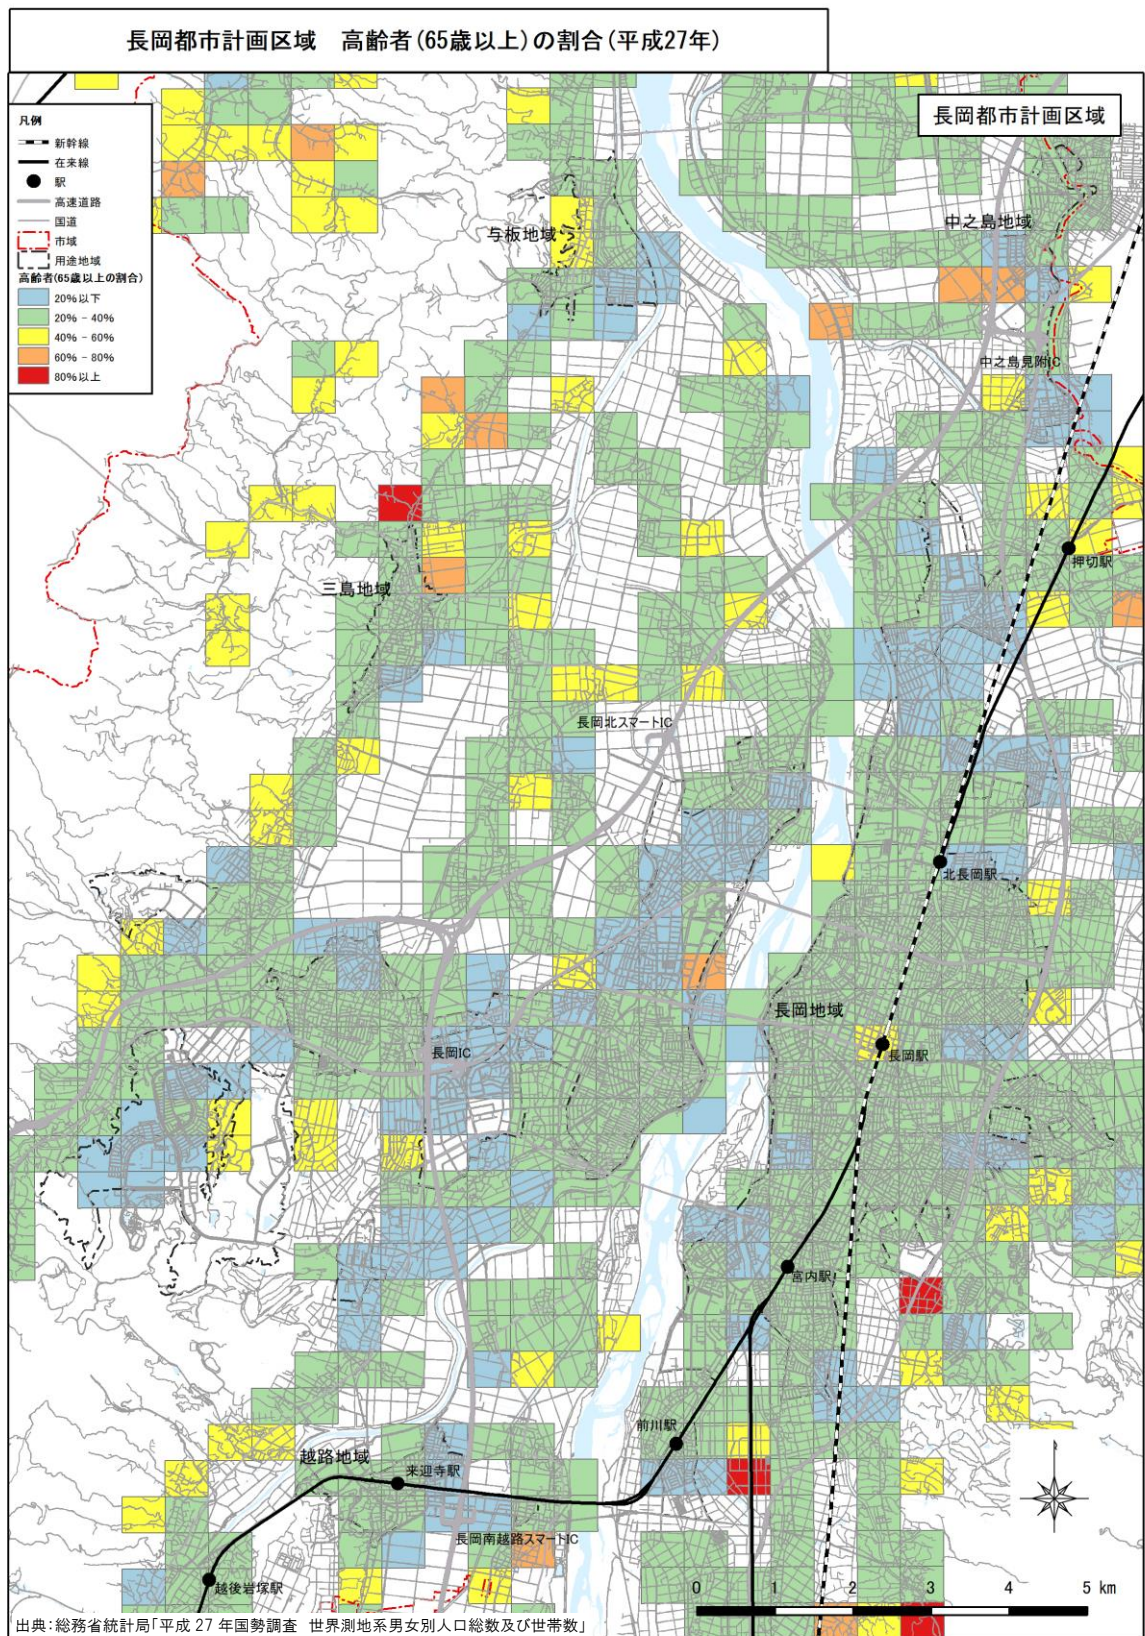 長岡都市計画区域　高齢者(65歳以上)の割合(平成27年)
長岡都市計画区域
凡例
新幹線
在来線
駅
高速道路
国道
市域
用途地域
高齢者(65歳以上の割合)
20%以下
20% - 40%
40% - 60%
60% - 80%
80%以上
与板地域
中之島地域
中之島見附IC
押切駅
三島地域
長岡北スマートIC
北長岡駅
長岡地域
長岡駅
長岡IC
宮内駅
前川駅
越路地域
来迎寺駅
長岡南越路スマートIC
越後岩塚駅
0 1 2 3 4 5 km
出典:総務省統計局「平成 27 年国勢調査　世界測地系男女別人口総数及び世帯数」